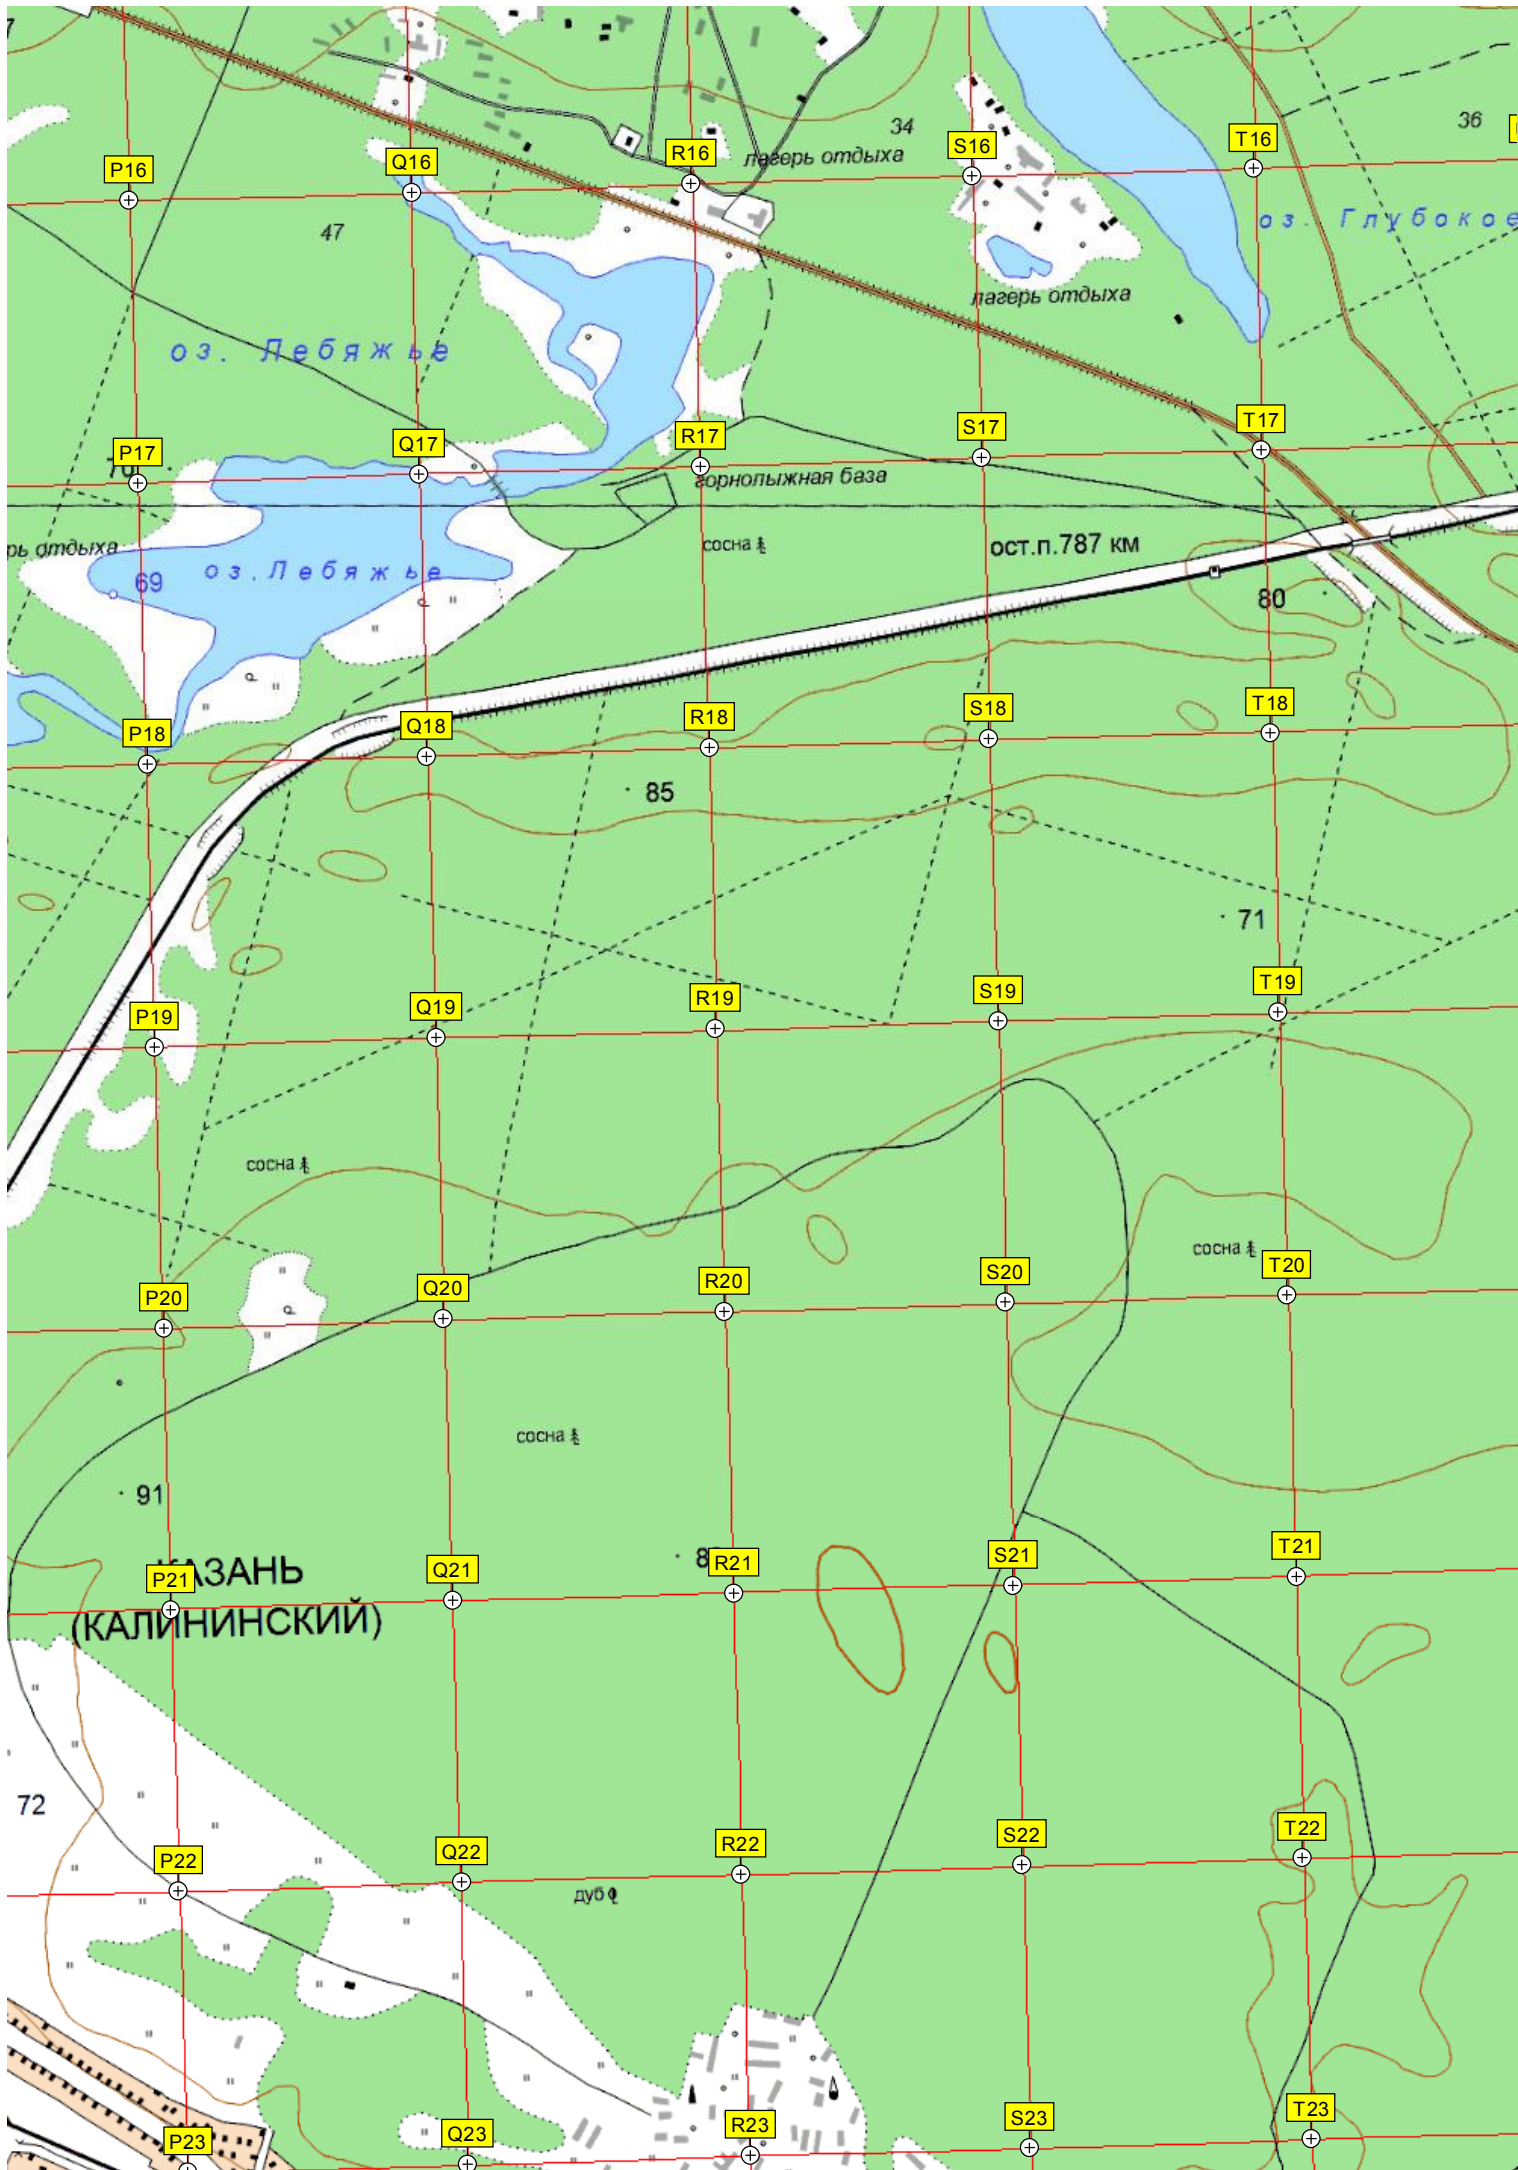 34
36
P16
Q16
R16
лагерь отдыха
S16
T16
47
оз. Глубокое
лагерь отдыха
оз. Лебяжье
P17
Q17
R17
S17
T17
горнолыжная база
отдыха
сосна
ост.п.787 км
69
оз. Лебяжье
80
P18
Q18
R18
S18
T18
85
71
P19
Q19
R19
S19
T19
сосна
сосна
P20
Q20
R20
S20
T20
сосна
91
P21
Q21
R21
S21
T21
(КАЛИНИНСКИЙ)
72
P22
Q22
R22
S22
T22
дуб
P23
Q23
R23
S23
T23